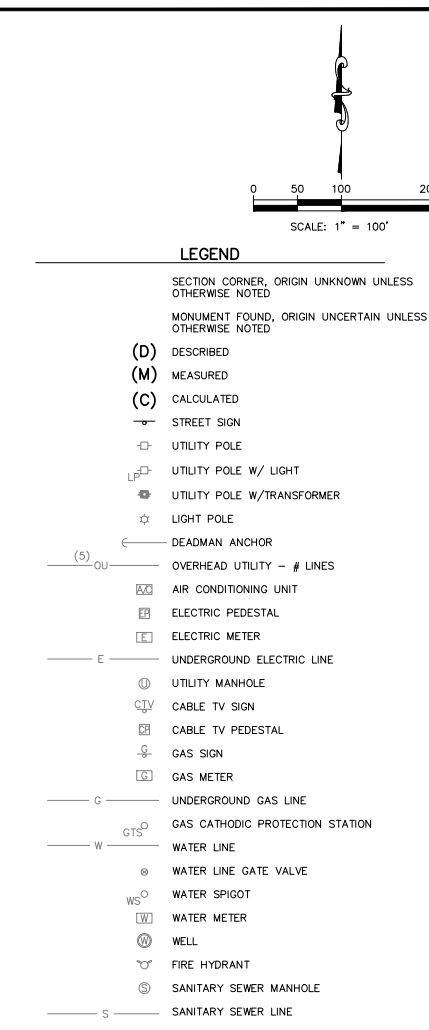 0 50 100 20
SCALE: 1" = 100'
LEGEND
SECTION CORNER, ORIGIN UNKNOWN UNLESS
OTHERWISE NOTED
MONUMENT FOUND, ORIGIN UNCERTAIN UNLESS
OTHERWISE NOTED
(D) DESCRIBED
(M) MEASURED
(C) CALCULATED
STREET SIGN
UTILITY POLE
LP UTILITY POLE W/ LIGHT
UTILITY POLE W/TRANSFORMER
LIGHT POLE
DEADMAN ANCHOR
(5) OU OVERHEAD UTILITY – # LINES
A/C AIR CONDITIONING UNIT
EP ELECTRIC PEDESTAL
E ELECTRIC METER
E UNDERGROUND ELECTRIC LINE
U UTILITY MANHOLE
CTV CABLE TV SIGN
CP CABLE TV PEDESTAL
G GAS SIGN
G GAS METER
G UNDERGROUND GAS LINE
GTS GAS CATHODIC PROTECTION STATION
W WATER LINE
WATER LINE GATE VALVE
WS WATER SPIGOT
W WATER METER
W WELL
FIRE HYDRANT
S SANITARY SEWER MANHOLE
S SANITARY SEWER LINE